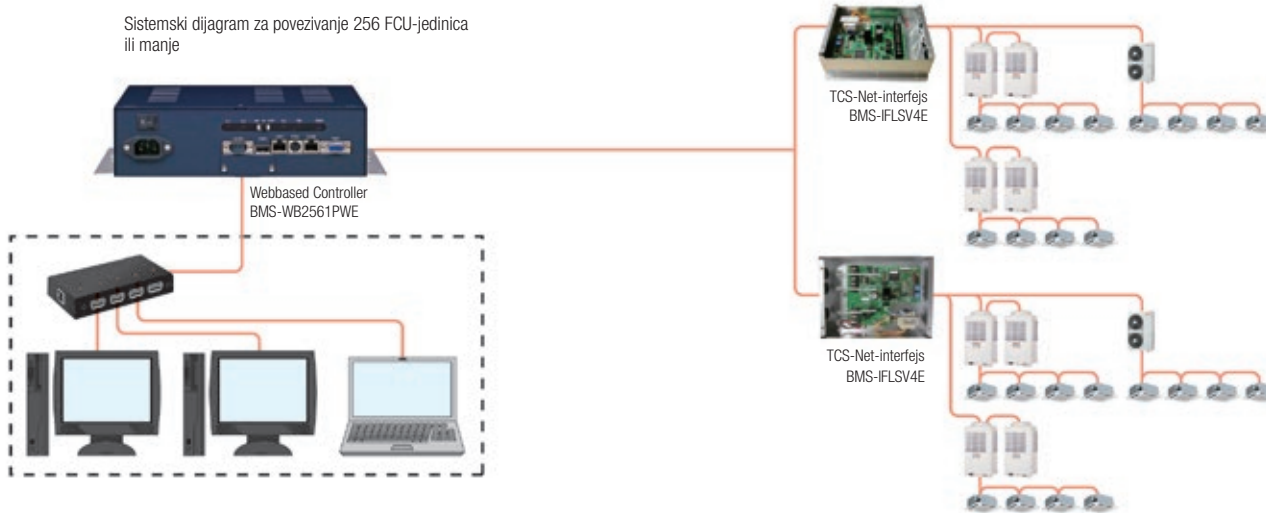 Sistemski dijagram za povezivanje 256 FCU-jedinica
ili manje
Webbased Controller
BMS-WB2561PWE
TCS-Net-interfejs
BMS-IFLSV4E
TCS-Net-interfejs
BMS-IFLSV4E